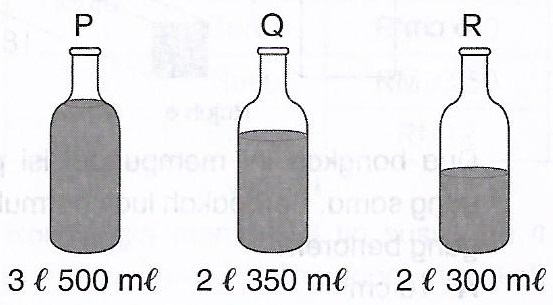 P Q R
3 ℓ 500 mℓ 2 ℓ 350 mℓ 2 ℓ 300 mℓ